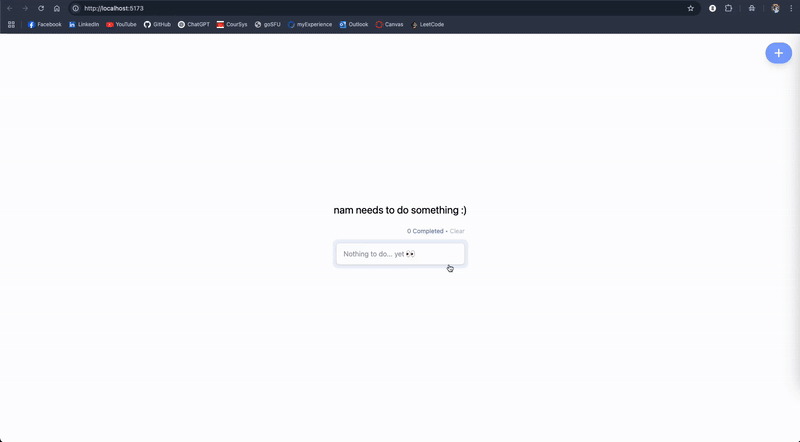 http://localhost:5173
Facebook LinkedIn YouTube GitHub ChatGPT CourSys goSFU myExperience Outlook Canvas LeetCode
nam needs to do something :)
0 Completed • Clear
Nothing to do... yet 👀